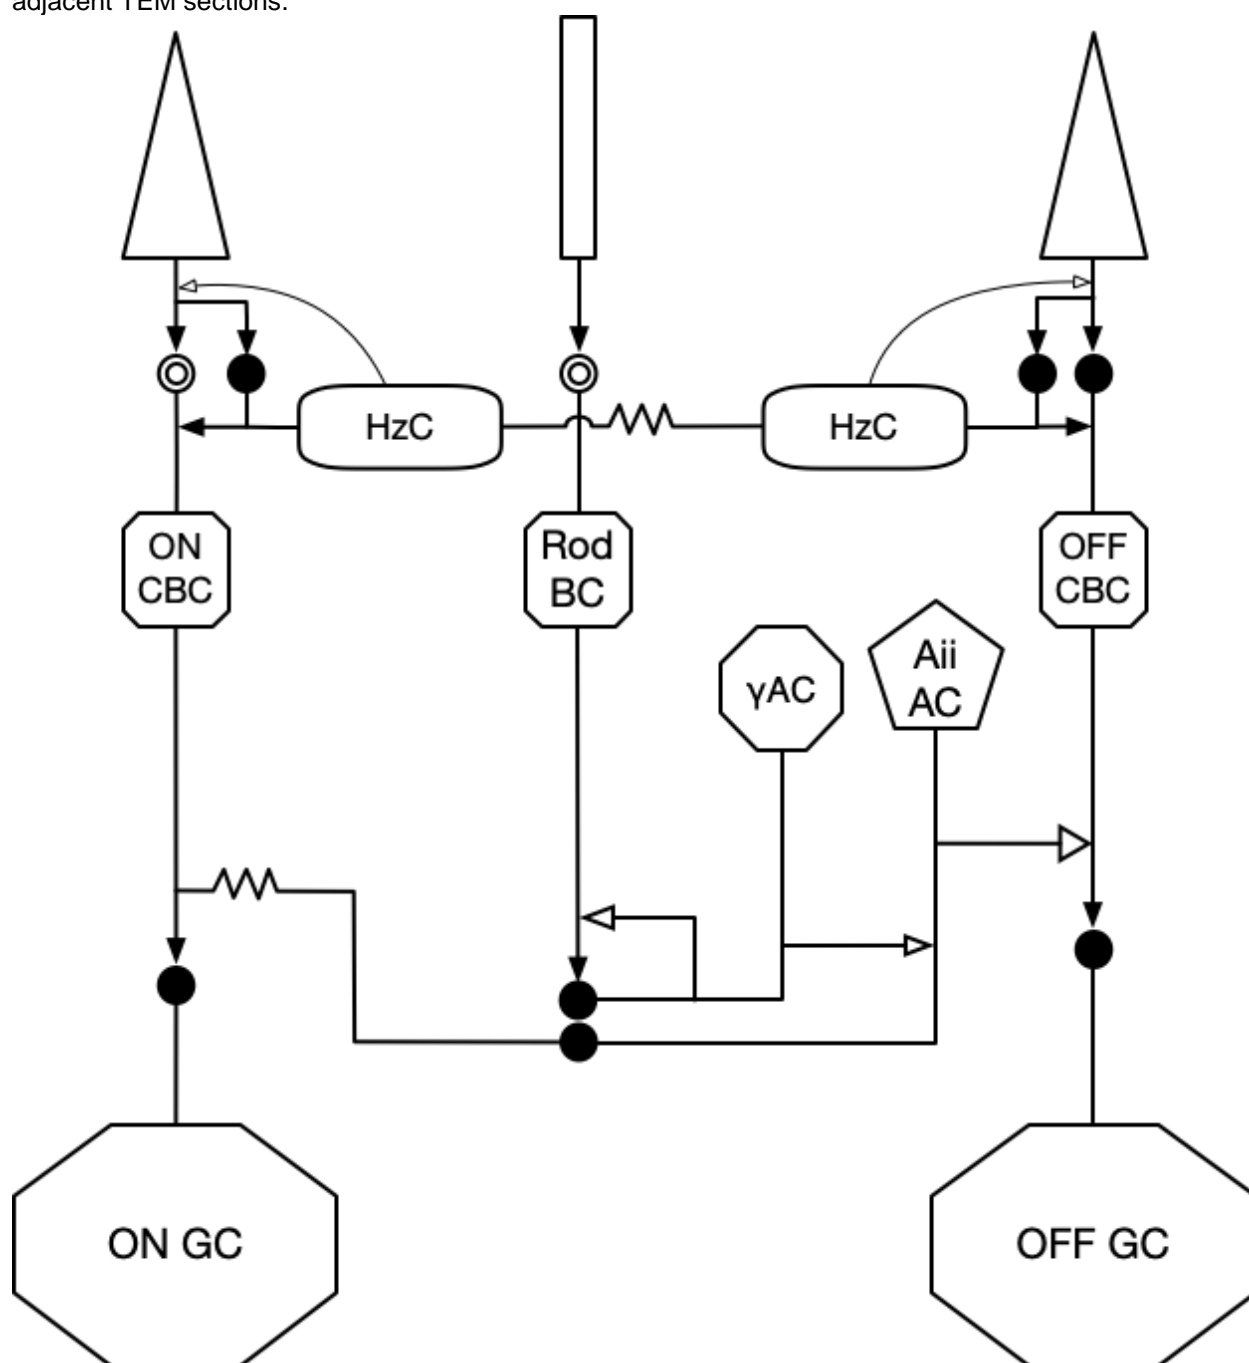 adjacent TEM sections.
HzC
HzC
ON
CBC
Rod
BC
OFF
CBC
γAC
Aii
AC
ON GC
OFF GC